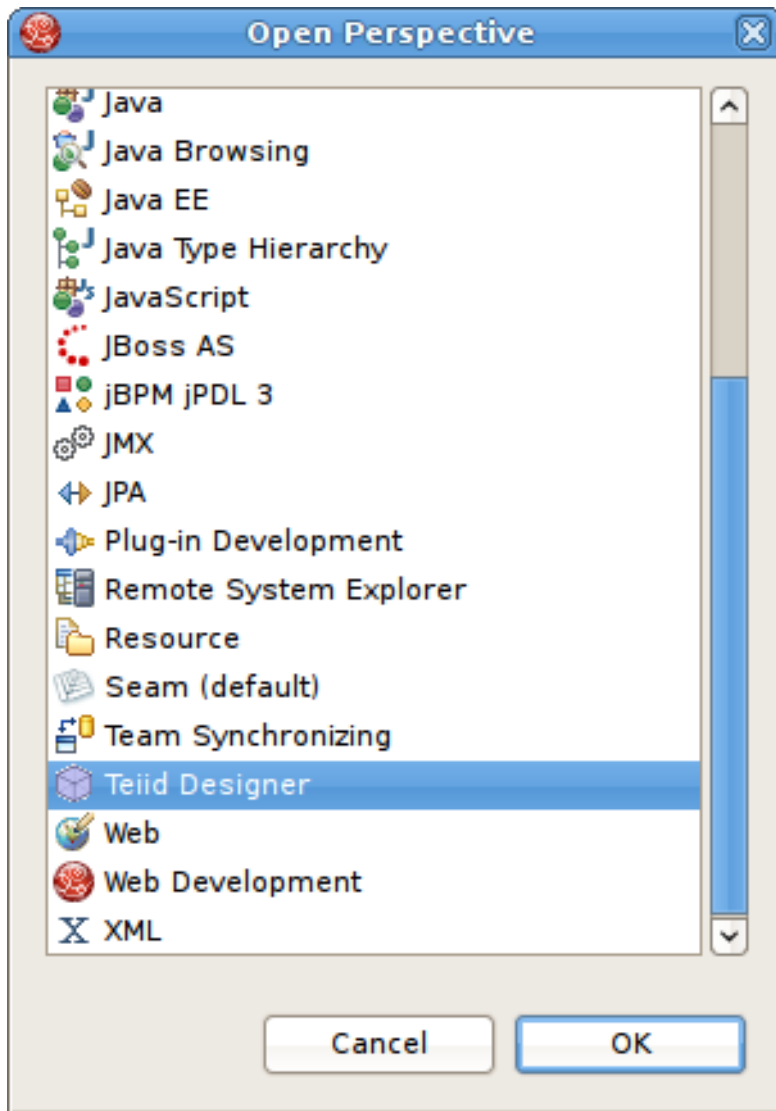 Open Perspective
Java
Java Browsing
Java EE
Java Type Hierarchy
JavaScript
JBoss AS
jBPM jPDL 3
JMX
JPA
Plug-in Development
Remote System Explorer
Resource
Seam (default)
Team Synchronizing
Teiid Designer
Web
Web Development
XML
Cancel OK